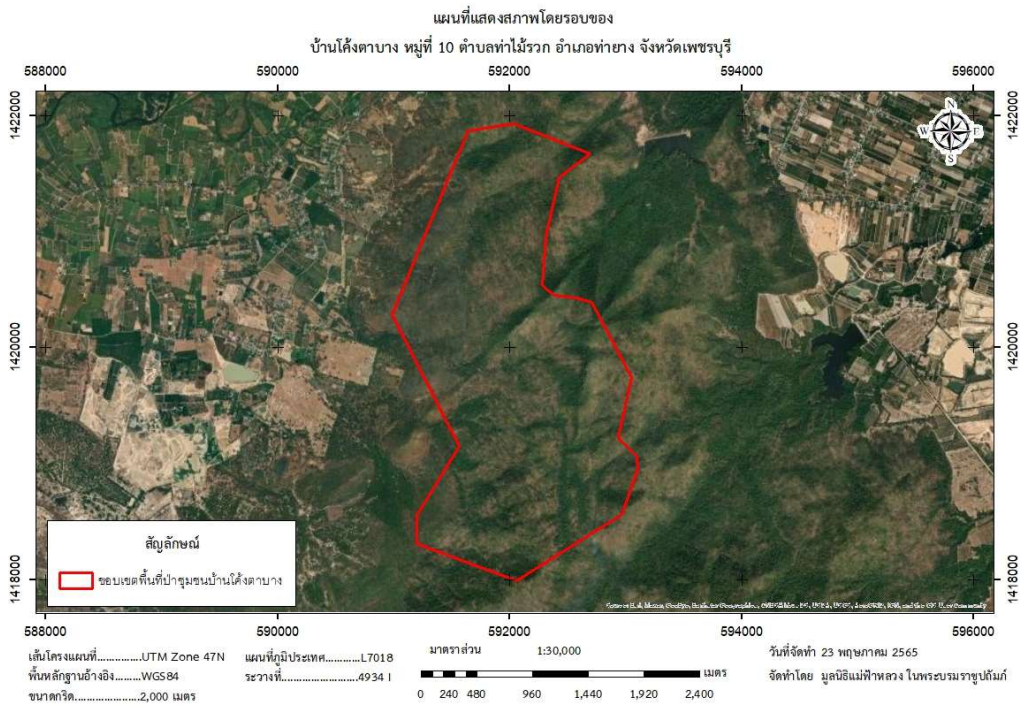 แผนที่แสดงสภาพโดยรอบของ
บ้านโค้งตาบาง หมู่ที่ 10 ตำบลท่าไม้รวก อำเภอท่ายาง จังหวัดเพชรบุรี
588000 590000 592000 594000 596000
1422000 1422000
N
W E
S
1420000 1420000
1418000 1418000
สัญลักษณ์
ขอบเขตพื้นที่ป่าชุมชนบ้านโค้งตาบาง
588000 590000 592000 594000 596000
เส้นโครงแผนที่..............UTM Zone 47N
พื้นหลักฐานอ้างอิง.........WGS84
ขนาดกริด.....................2,000 เมตร
แผนที่ภูมิประเทศ............L7018
ระวางที่..........................4934 I
มาตราส่วน 1:30,000
เมตร
0 240 480 960 1,440 1,920 2,400
วันที่จัดทำ 23 พฤษภาคม 2565
จัดทำโดย มูลนิธิแม่ฟ้าหลวง ในพระบรมราชูปถัมภ์